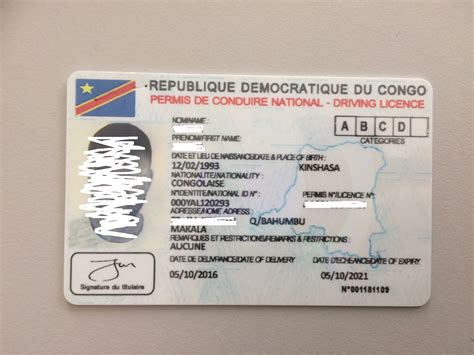 REPUBLIQUE DEMOCRATIQUE DU CONGO
PERMIS DE CONDUIRE NATIONAL - DRIVING LICENCE
NOM/NAME :
A B C D
PRENOM/FIRST NAME:
DATE ET LIEU DE NAISSANCE/DATE & PLACE OF BIRTH :
12/02/1993 KINSHASA
NATIONALITE/NATIONALITY :
CONGOLAISE
N°IDENTITE/NATIONAL ID N° : PERMIS N°/LICENCE N°:
000YAL120293
ADRESSE/HOME ADRESS :
Q/BAHUMBU
MAKALA
REMARQUES ET RESTRICTIONS/REMARKS ET RESTRICTIONS :
AUCUNE
DATE DE DELIVRANCE/DATE OF DELIVERY DATE D'ECHEANCE/DATE OF EXPIRY
05/10/2016 05/10/2021
Signature du titulaire
N°001181109